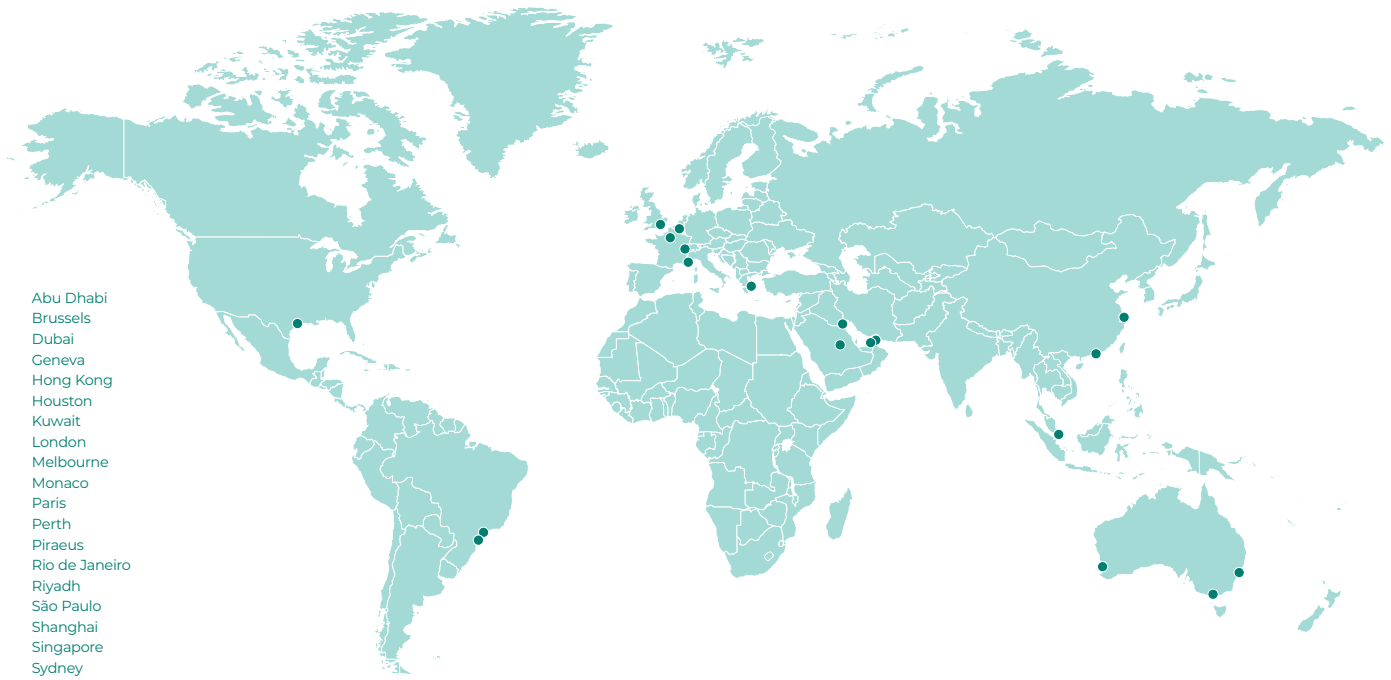 Abu Dhabi
Brussels
Dubai
Geneva
Hong Kong
Houston
Kuwait
London
Melbourne
Monaco
Paris
Perth
Piraeus
Rio de Janeiro
Riyadh
São Paulo
Shanghai
Singapore
Sydney